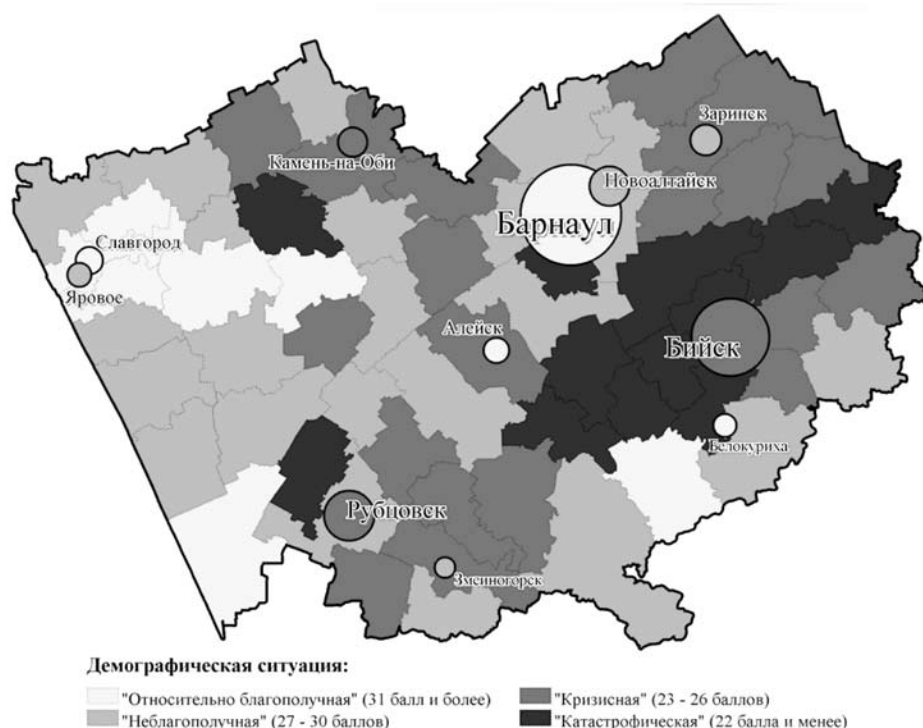 Заринск
Камень-на-Оби
Новоалтайск
Барнаул
Славгород
Яровое
Алейск
Бийск
Белокуриха
Рубцовск
Змеиногорск
Демографическая ситуация:
"Относительно благополучная" (31 балл и более)
"Кризисная" (23 - 26 баллов)
"Неблагополучная" (27 - 30 баллов)
"Катастрофическая" (22 балла и менее)